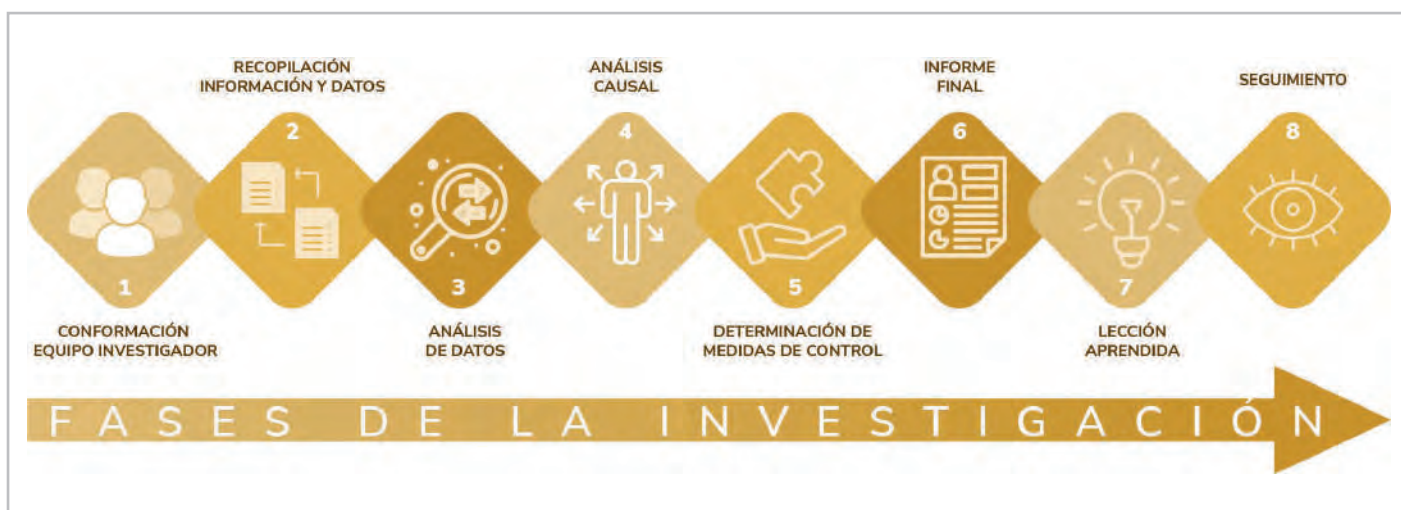 1
CONFORMACIÓN
EQUIPO INVESTIGADOR
RECOPILACIÓN
INFORMACIÓN Y DATOS
2
3
ANÁLISIS
DE DATOS
ANÁLISIS
CAUSAL
4
5
DETERMINACIÓN DE
MEDIDAS DE CONTROL
INFORME
FINAL
6
7
LECCIÓN
APRENDIDA
SEGUIMIENTO
8
FASES DE LA INVESTIGACIÓN